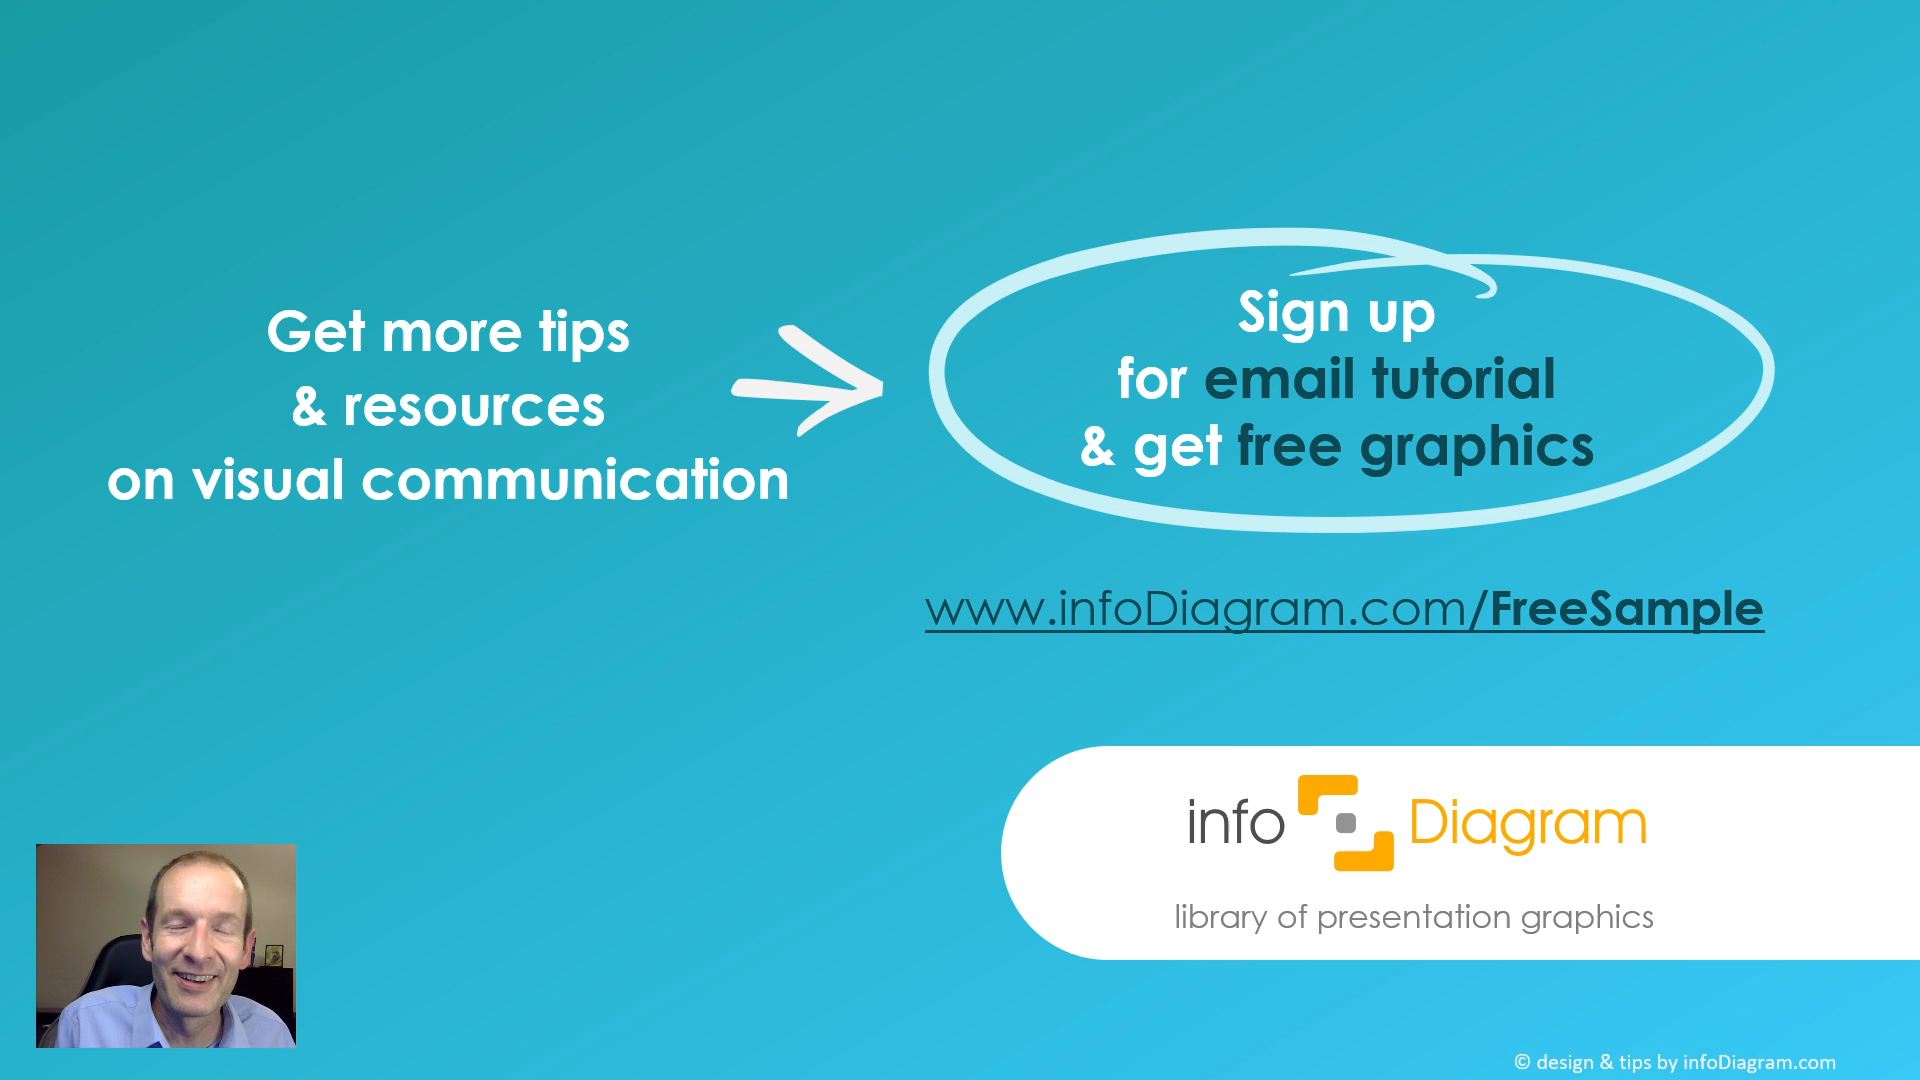 Get more tips
& resources
on visual communication
Sign up
for email tutorial
& get free graphics
www.infoDiagram.com/FreeSample
info Diagram
library of presentation graphics
© design & tips by infoDiagram.com